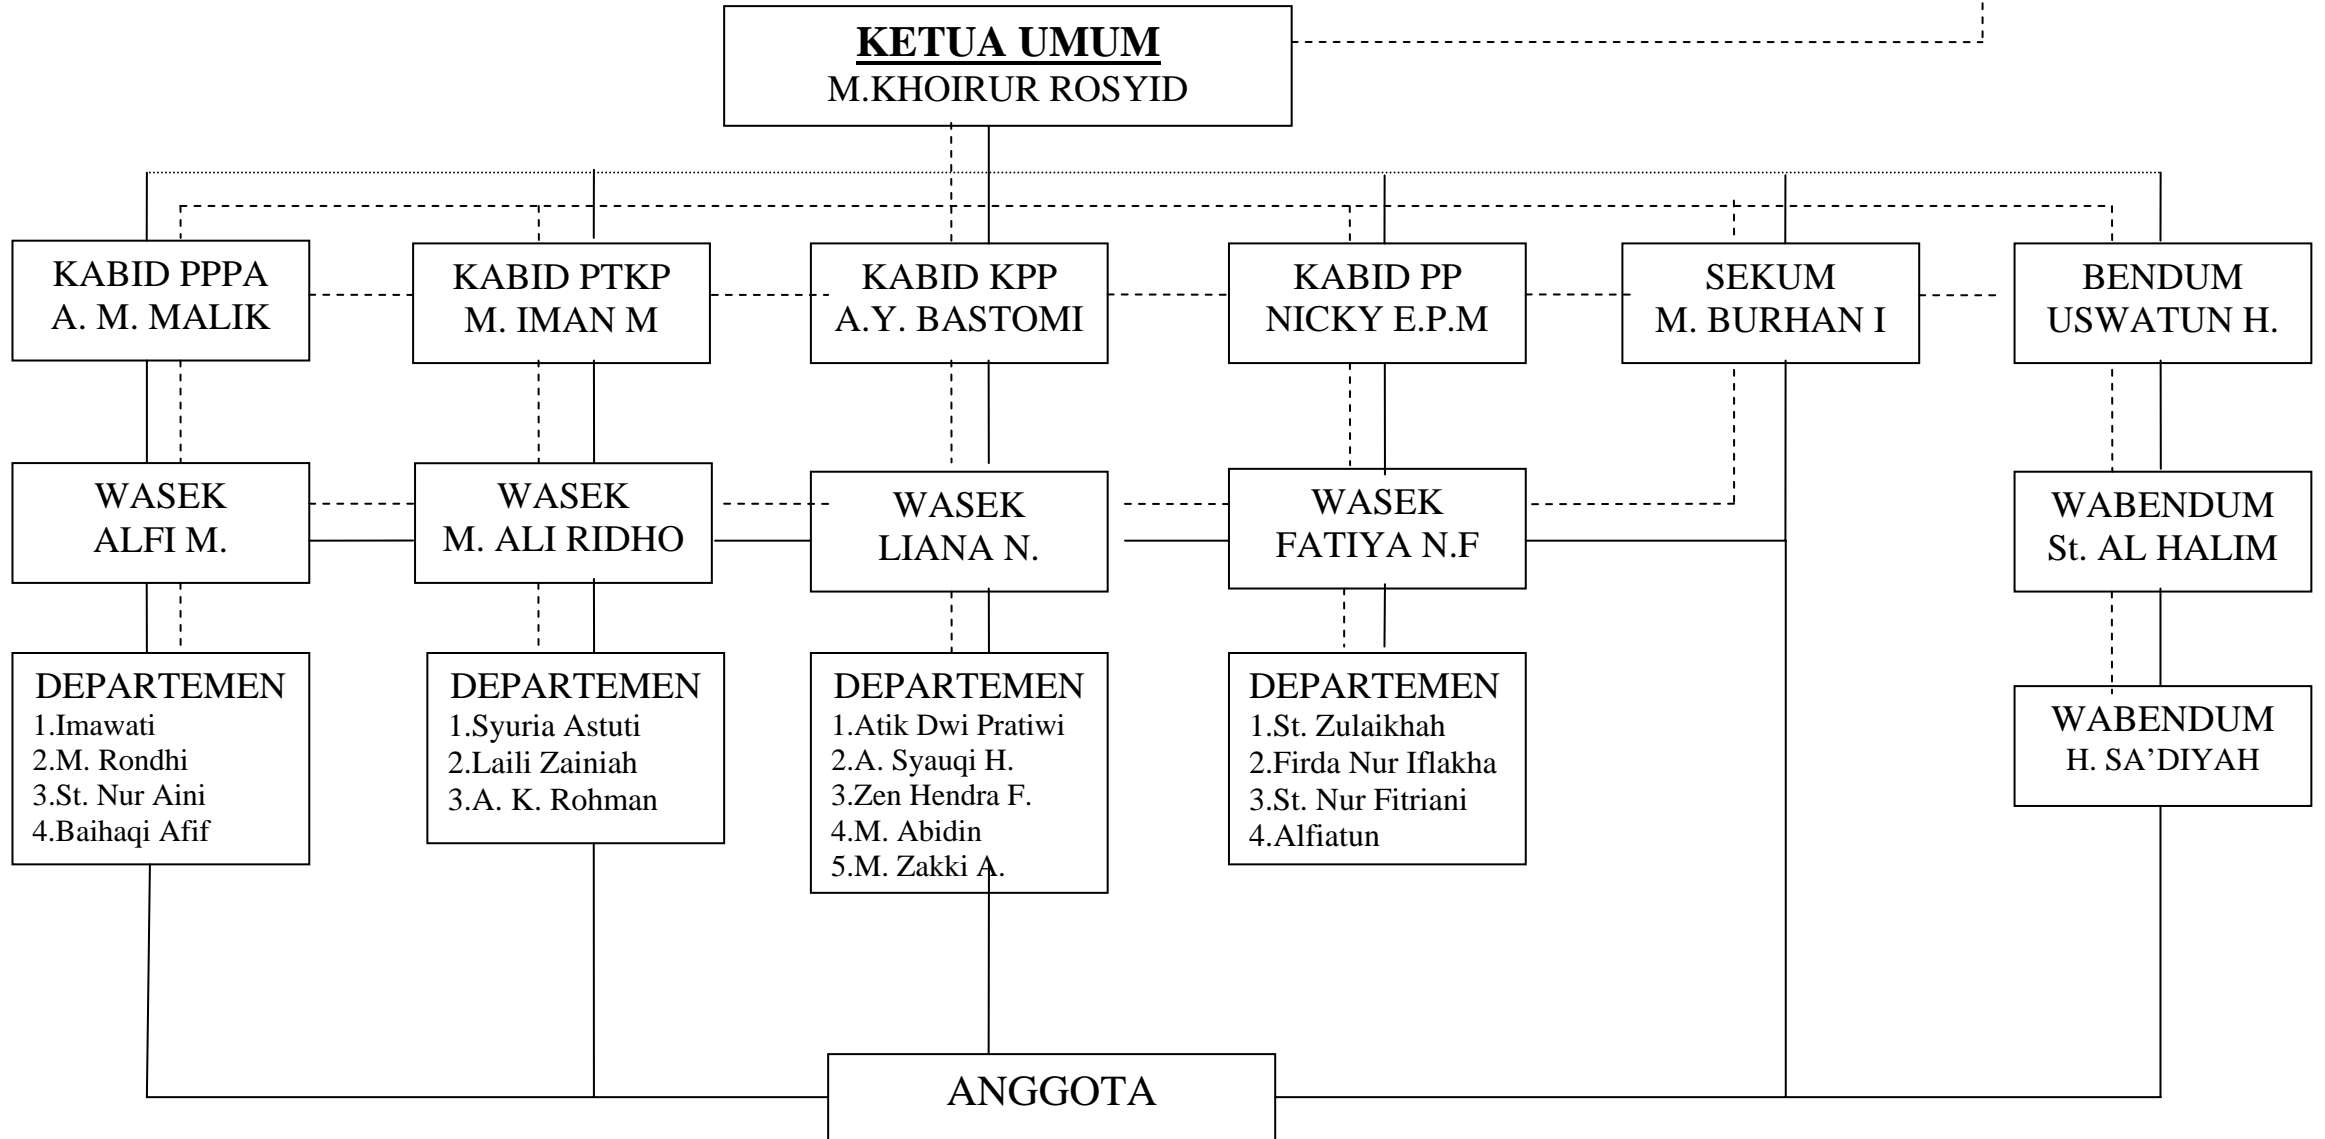 KETUA UMUM
M.KHOIRUR ROSYID
KABID PPPA
A. M. MALIK
KABID PTKP
M. IMAN M
KABID KPP
A.Y. BASTOMI
KABID PP
NICKY E.P.M
SEKUM
M. BURHAN I
BENDUM
USWATUN H.
WASEK
ALFI M.
WASEK
M. ALI RIDHO
WASEK
LIANA N.
WASEK
FATIYA N.F
WABENDUM
St. AL HALIM
DEPARTEMEN
1.Imawati
2.M. Rondhi
3.St. Nur Aini
4.Baihaqi Afif
DEPARTEMEN
1.Syuria Astuti
2.Laili Zainiah
3.A. K. Rohman
DEPARTEMEN
1.Atik Dwi Pratiwi
2.A. Syauqi H.
3.Zen Hendra F.
4.M. Abidin
5.M. Zakki A.
DEPARTEMEN
1.St. Zulaikhah
2.Firda Nur Iflakha
3.St. Nur Fitriani
4.Alfiatun
WABENDUM
H. SA’DIYAH
ANGGOTA